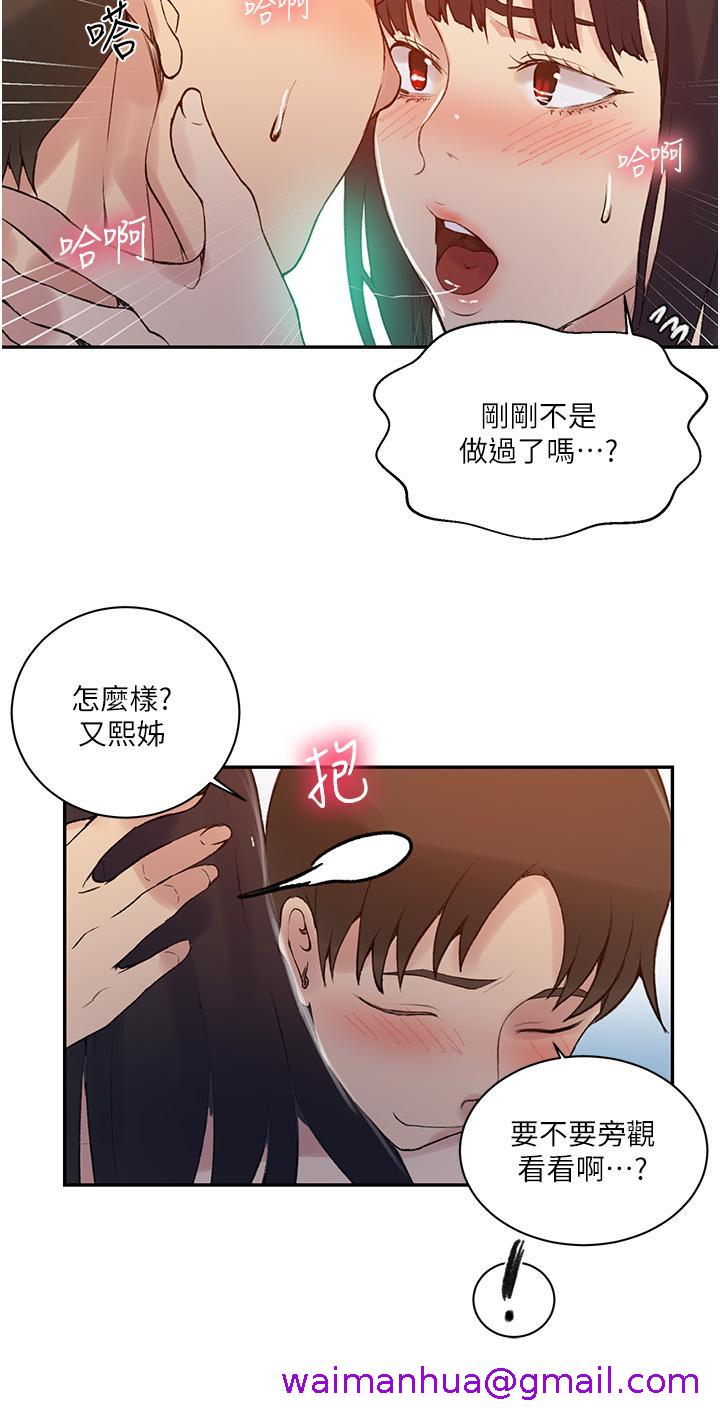 嗒
哈啊
哈啊
哈啊
剛剛不是
做過了嗎…?
怎麼樣?
又熙姊
抱
要不要旁觀
看看啊…?
!
waimanhua@gmail.com